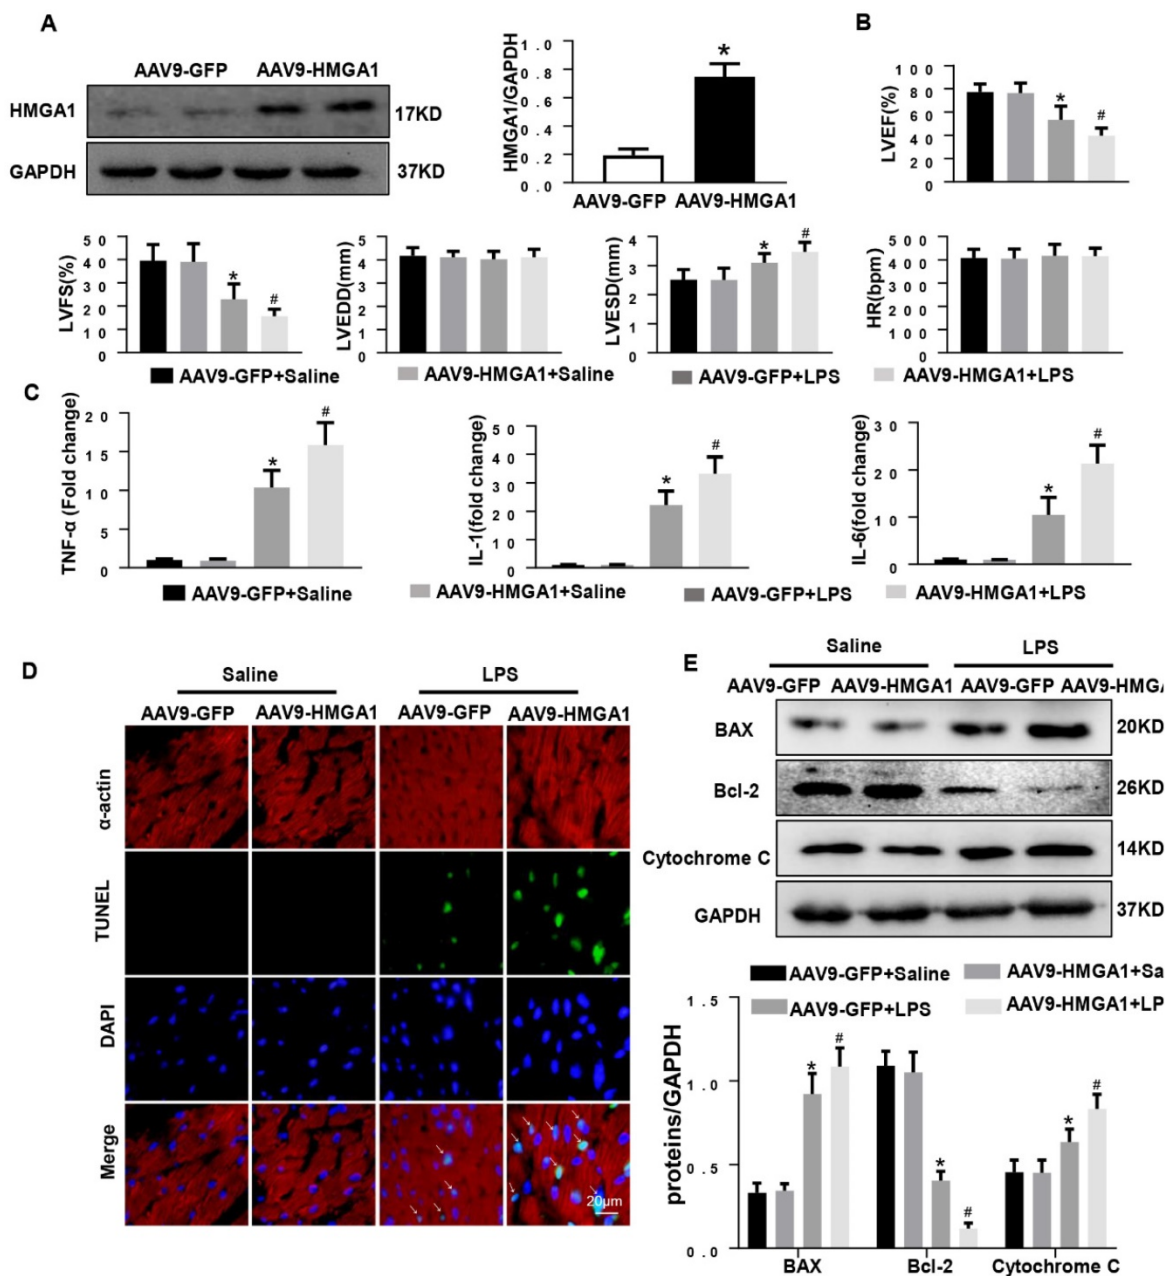 A
AAV9-GFP AAV9-HMGA1
HMGA1 17KD
GAPDH 37KD
HMGA1/GAPDH
1.0
0.8
0.6
0.4
0.2
0.0
*
AAV9-GFP AAV9-HMGA1
B
LVEF(%)
100
80
60
40
20
0
* #
LVFS(%)
50
40
30
20
10
0
* #
LVEDD(mm)
5
4
3
2
1
0
LVESD(mm)
4
3
2
1
0
* #
HR(bpm)
500
400
300
200
100
0
AAV9-GFP+Saline AAV9-HMGA1+Saline AAV9-GFP+LPS AAV9-HMGA1+LPS
C
TNF-α (Fold change)
20
15
10
5
0
* #
IL-1(fold change)
50
40
30
20
10
0
* #
IL-6(fold change)
30
20
10
0
* #
AAV9-GFP+Saline AAV9-HMGA1+Saline AAV9-GFP+LPS AAV9-HMGA1+LPS
D
Saline LPS
AAV9-GFP AAV9-HMGA1 AAV9-GFP AAV9-HMGA1
α-actin
TUNEL
DAPI
Merge
20μm
E
Saline LPS
AAV9-GFP AAV9-HMGA1 AAV9-GFP AAV9-HMGA
BAX 20KD
Bcl-2 26KD
Cytochrome C 14KD
GAPDH 37KD
AAV9-GFP+Saline AAV9-HMGA1+Sa
AAV9-GFP+LPS AAV9-HMGA1+LP
proteins/GAPDH
1.5
1.0
0.5
0.0
* # * # * #
BAX Bcl-2 Cytochrome C